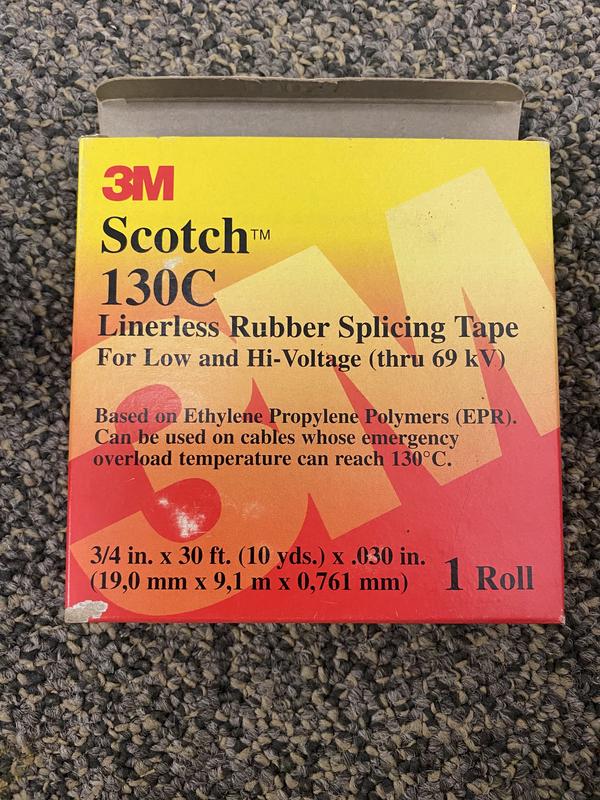 3M
Scotch™
130C
Linerless Rubber Splicing Tape
For Low and Hi-Voltage (thru 69 kV)
Based on Ethylene Propylene Polymers (EPR).
Can be used on cables whose emergency
overload temperature can reach 130°C.
3/4 in. x 30 ft. (10 yds.) x .030 in.
(19,0 mm x 9,1 m x 0,761 mm)
1 Roll